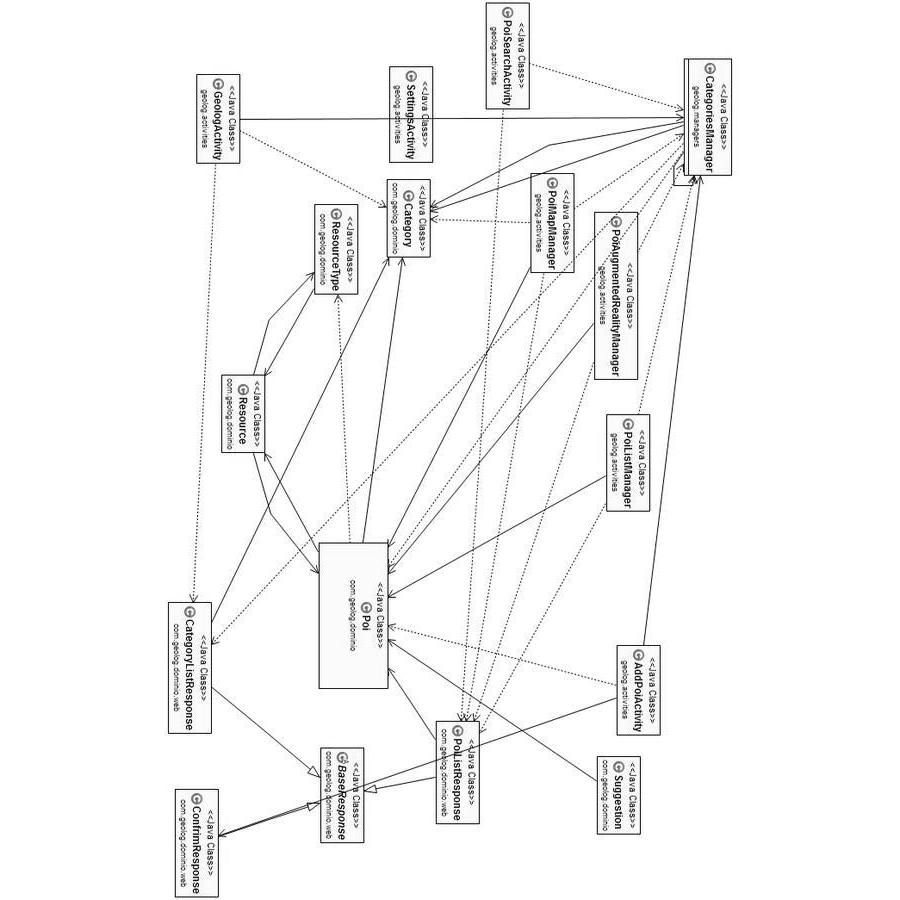 <<Java Class>>
CategoriesManager
geolog.managers
<<Java Class>>
AddPoiActivity
geolog.activities
<<Java Class>>
PoiListManager
geolog.activities
<<Java Class>>
Suggestion
com.geolog.dominio
<<Java Class>>
PoiAugmentedRealityManager
geolog.activities
<<Java Class>>
PoiMapManager
geolog.activities
<<Java Class>>
PoiSearchActivity
geolog.activities
<<Java Class>>
PoiListResponse
com.geolog.dominio.web
<<Java Class>>
SettingsActivity
geolog.activities
<<Java Class>>
Category
com.geolog.dominio
<<Java Class>>
Poi
com.geolog.dominio
<<Java Class>>
BaseResponse
com.geolog.dominio.web
<<Java Class>>
ResourceType
com.geolog.dominio
<<Java Class>>
Resource
com.geolog.dominio
<<Java Class>>
GeologActivity
geolog.activities
<<Java Class>>
ConfrimResponse
com.geolog.dominio.web
<<Java Class>>
CategoryListResponse
com.geolog.dominio.web